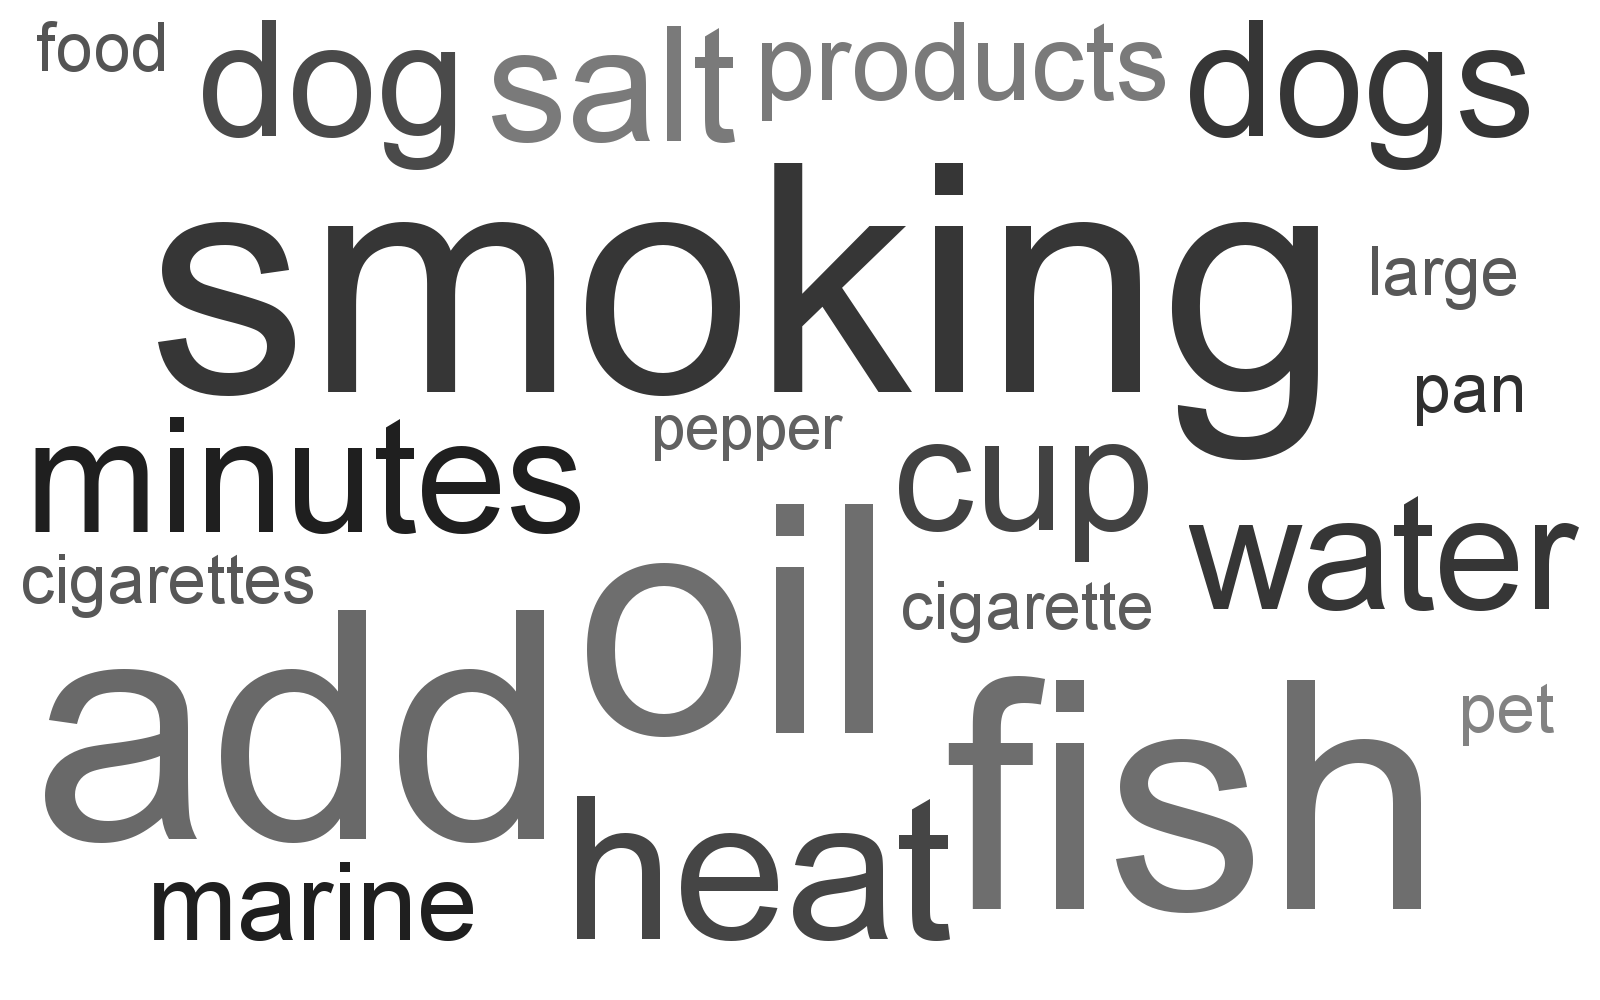 food dog salt products dogs
smoking large
pan
minutes pepper cup
water
cigarettes oil cigarette
add fish pet
heat
marine